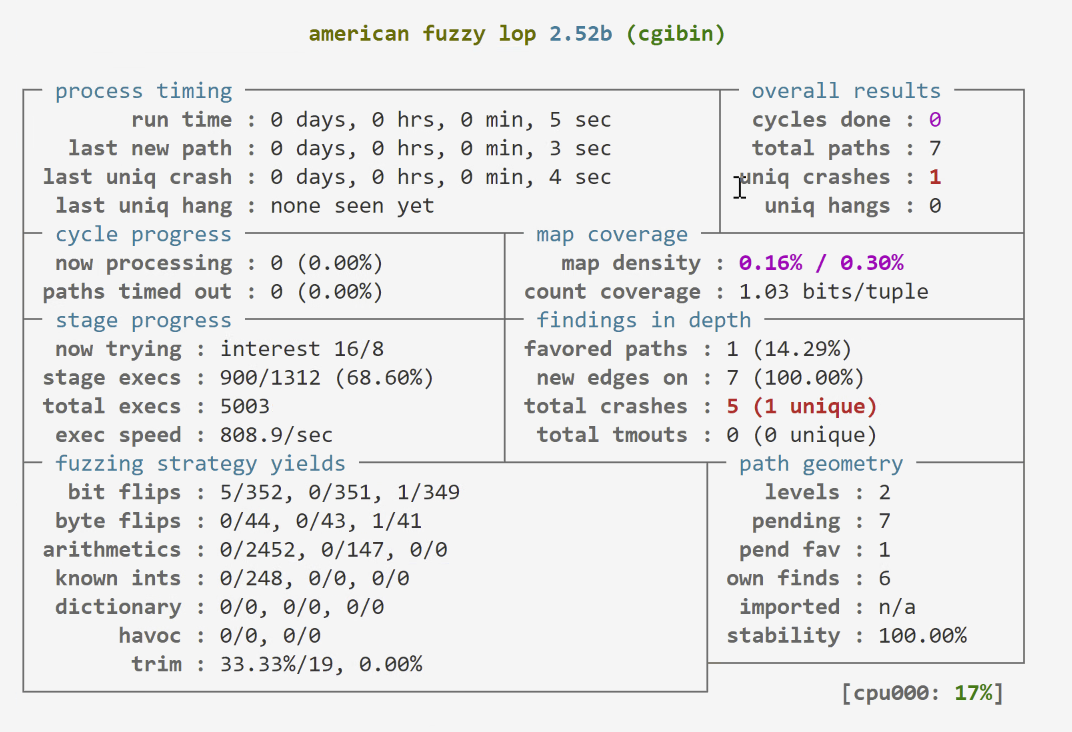 american fuzzy lop 2.52b (cgibin)
process timing
run time : 0 days, 0 hrs, 0 min, 5 sec
last new path : 0 days, 0 hrs, 0 min, 3 sec
last uniq crash : 0 days, 0 hrs, 0 min, 4 sec
last uniq hang : none seen yet
overall results
cycles done : 0
total paths : 7
uniq crashes : 1
uniq hangs : 0
cycle progress
now processing : 0 (0.00%)
paths timed out : 0 (0.00%)
map coverage
map density : 0.16% / 0.30%
count coverage : 1.03 bits/tuple
stage progress
now trying : interest 16/8
stage execs : 900/1312 (68.60%)
total execs : 5003
exec speed : 808.9/sec
findings in depth
favored paths : 1 (14.29%)
new edges on : 7 (100.00%)
total crashes : 5 (1 unique)
total tmouts : 0 (0 unique)
fuzzing strategy yields
bit flips : 5/352, 0/351, 1/349
byte flips : 0/44, 0/43, 1/41
arithmetics : 0/2452, 0/147, 0/0
known ints : 0/248, 0/0, 0/0
dictionary : 0/0, 0/0, 0/0
havoc : 0/0, 0/0
trim : 33.33%/19, 0.00%
path geometry
levels : 2
pending : 7
pend fav : 1
own finds : 6
imported : n/a
stability : 100.00%
[cpu000: 17%]